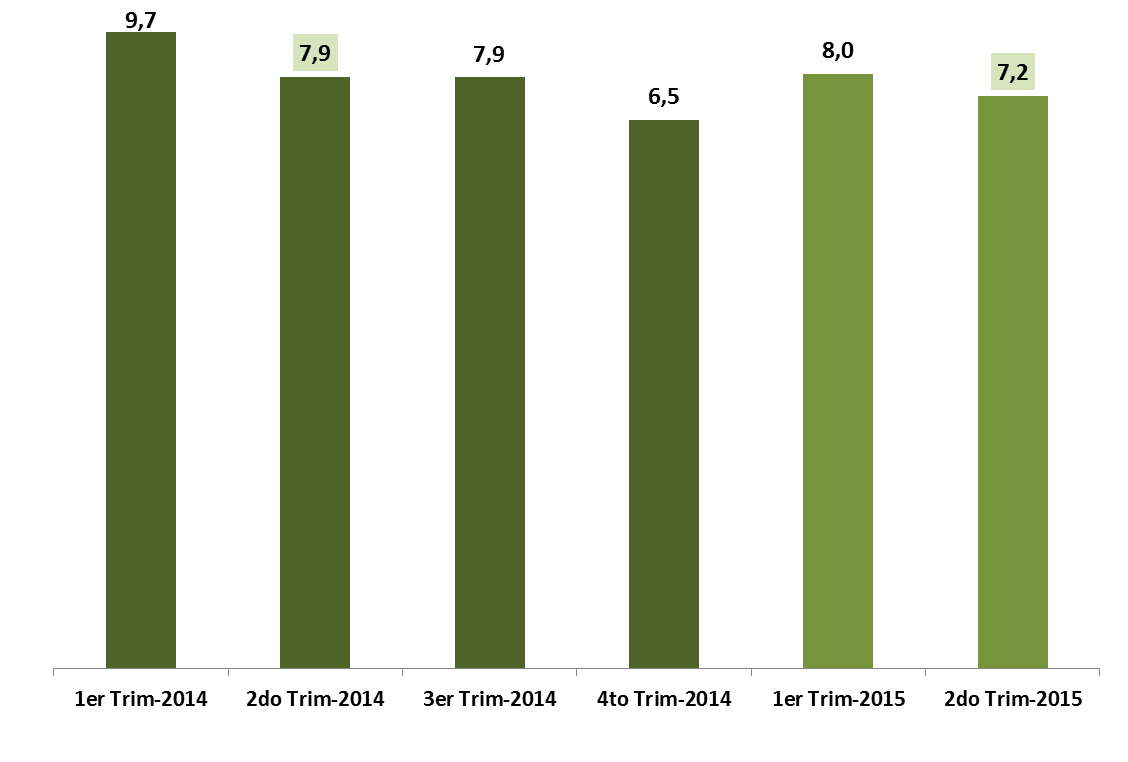 9,7
7,9
7,9
6,5
8,0
7,2
1er Trim-2014
2do Trim-2014
3er Trim-2014
4to Trim-2014
1er Trim-2015
2do Trim-2015